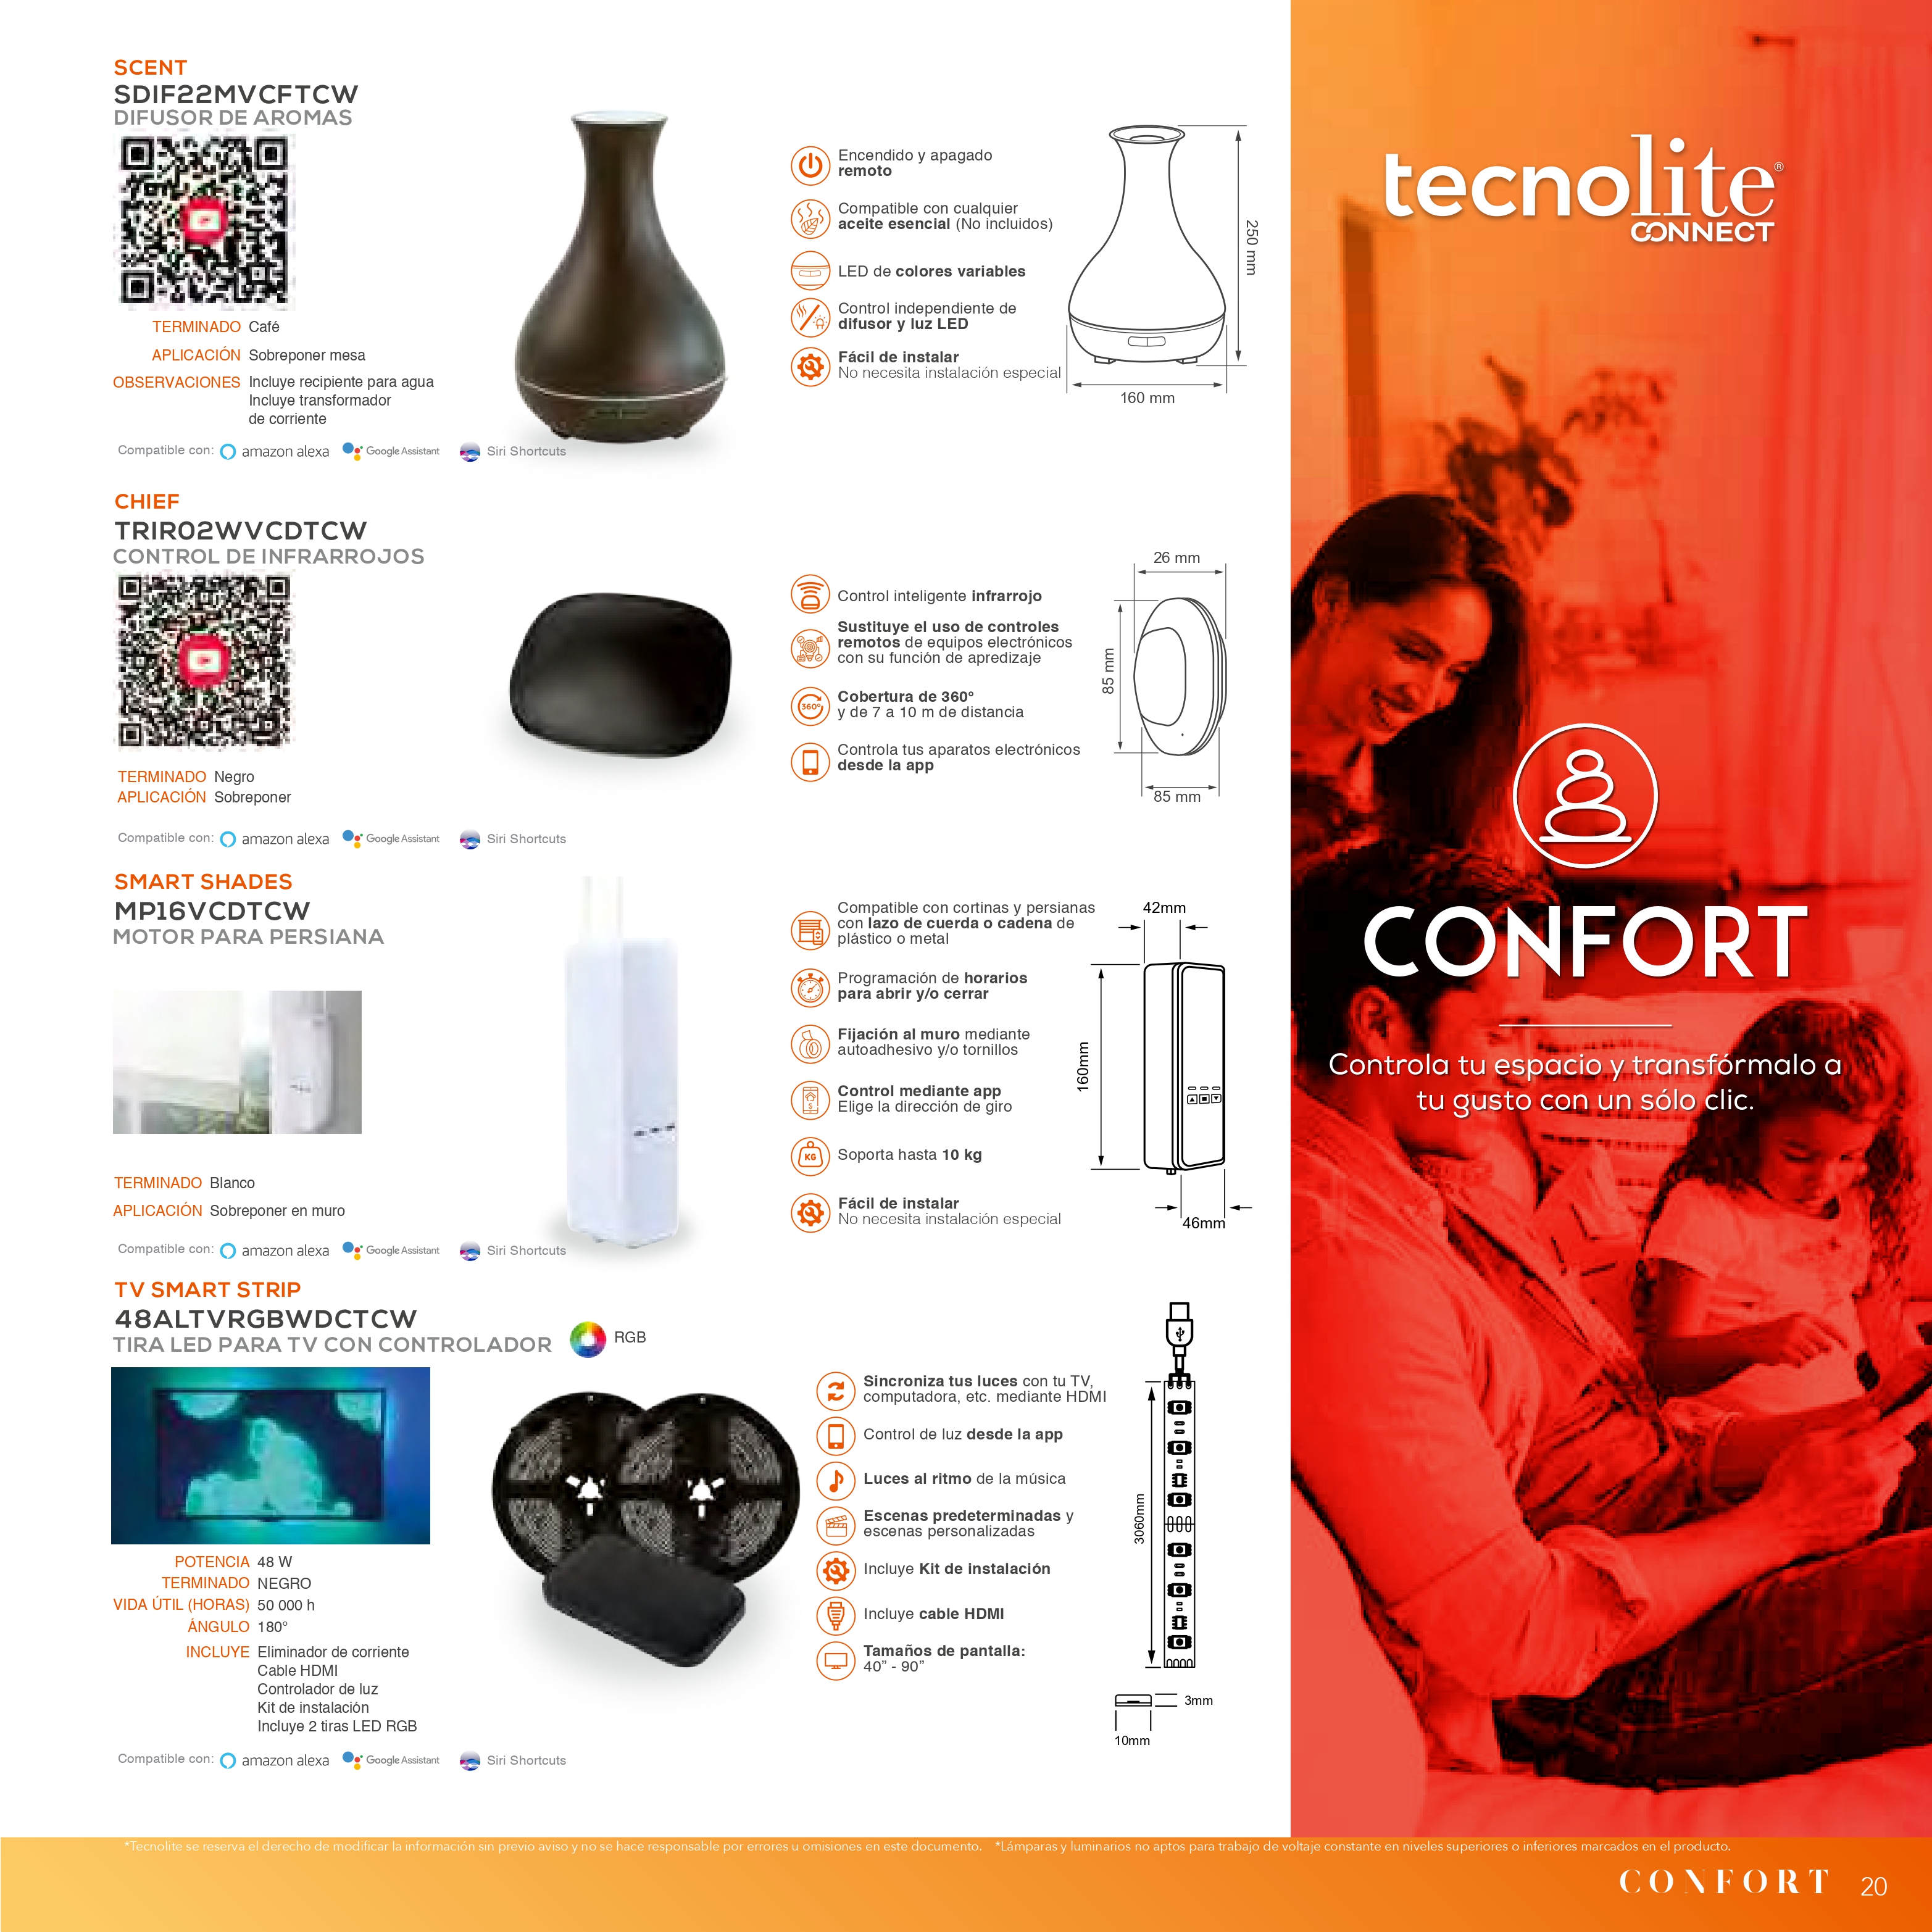 SCENT
SDIF22MVCFTCW
DIFUSOR DE AROMAS
TERMINADO Café
APLICACIÓN Sobreponer mesa
OBSERVACIONES Incluye recipiente para agua
Incluye transformador
de corriente
Compatible con: amazon alexa Google Assistant Siri Shortcuts
Encendido y apagado
remoto
Compatible con cualquier
aceite esencial (No incluidos)
LED de colores variables
Control independiente de
difusor y luz LED
Fácil de instalar
No necesita instalación especial
250 mm
160 mm
CHIEF
TRIR02WVCDTCW
CONTROL DE INFRARROJOS
TERMINADO Negro
APLICACIÓN Sobreponer
Compatible con: amazon alexa Google Assistant Siri Shortcuts
Control inteligente infrarrojo
Sustituye el uso de controles
remotos de equipos electrónicos
con su función de apredizaje
360°
Cobertura de 360°
y de 7 a 10 m de distancia
Controla tus aparatos electrónicos
desde la app
26 mm
85 mm
85 mm
SMART SHADES
MP16VCDTCW
MOTOR PARA PERSIANA
TERMINADO Blanco
APLICACIÓN Sobreponer en muro
Compatible con: amazon alexa Google Assistant Siri Shortcuts
Compatible con cortinas y persianas
con lazo de cuerda o cadena de
plástico o metal
Programación de horarios
para abrir y/o cerrar
Fijación al muro mediante
autoadhesivo y/o tornillos
Control mediante app
Elige la dirección de giro
KG
Soporta hasta 10 kg
Fácil de instalar
No necesita instalación especial
42mm
160mm
46mm
TV SMART STRIP
48ALTVRGBWDCTCW
TIRA LED PARA TV CON CONTROLADOR
RGB
POTENCIA 48 W
TERMINADO NEGRO
VIDA ÚTIL (HORAS) 50 000 h
ÁNGULO 180°
INCLUYE Eliminador de corriente
Cable HDMI
Controlador de luz
Kit de instalación
Incluye 2 tiras LED RGB
Compatible con: amazon alexa Google Assistant Siri Shortcuts
Sincroniza tus luces con tu TV,
computadora, etc. mediante HDMI
Control de luz desde la app
Luces al ritmo de la música
Escenas predeterminadas y
escenas personalizadas
Incluye Kit de instalación
Incluye cable HDMI
Tamaños de pantalla:
40” - 90”
3060mm
3mm
10mm
tecnolite®
CONNECT
CONFORT
Controla tu espacio y transfórmalo a
tu gusto con un sólo clic.
*Tecnolite se reserva el derecho de modificar la información sin previo aviso y no se hace responsable por errores u omisiones en este documento. *Lámparas y luminarios no aptos para trabajo de voltaje constante en niveles superiores o inferiores marcados en el producto.
CONFORT 20